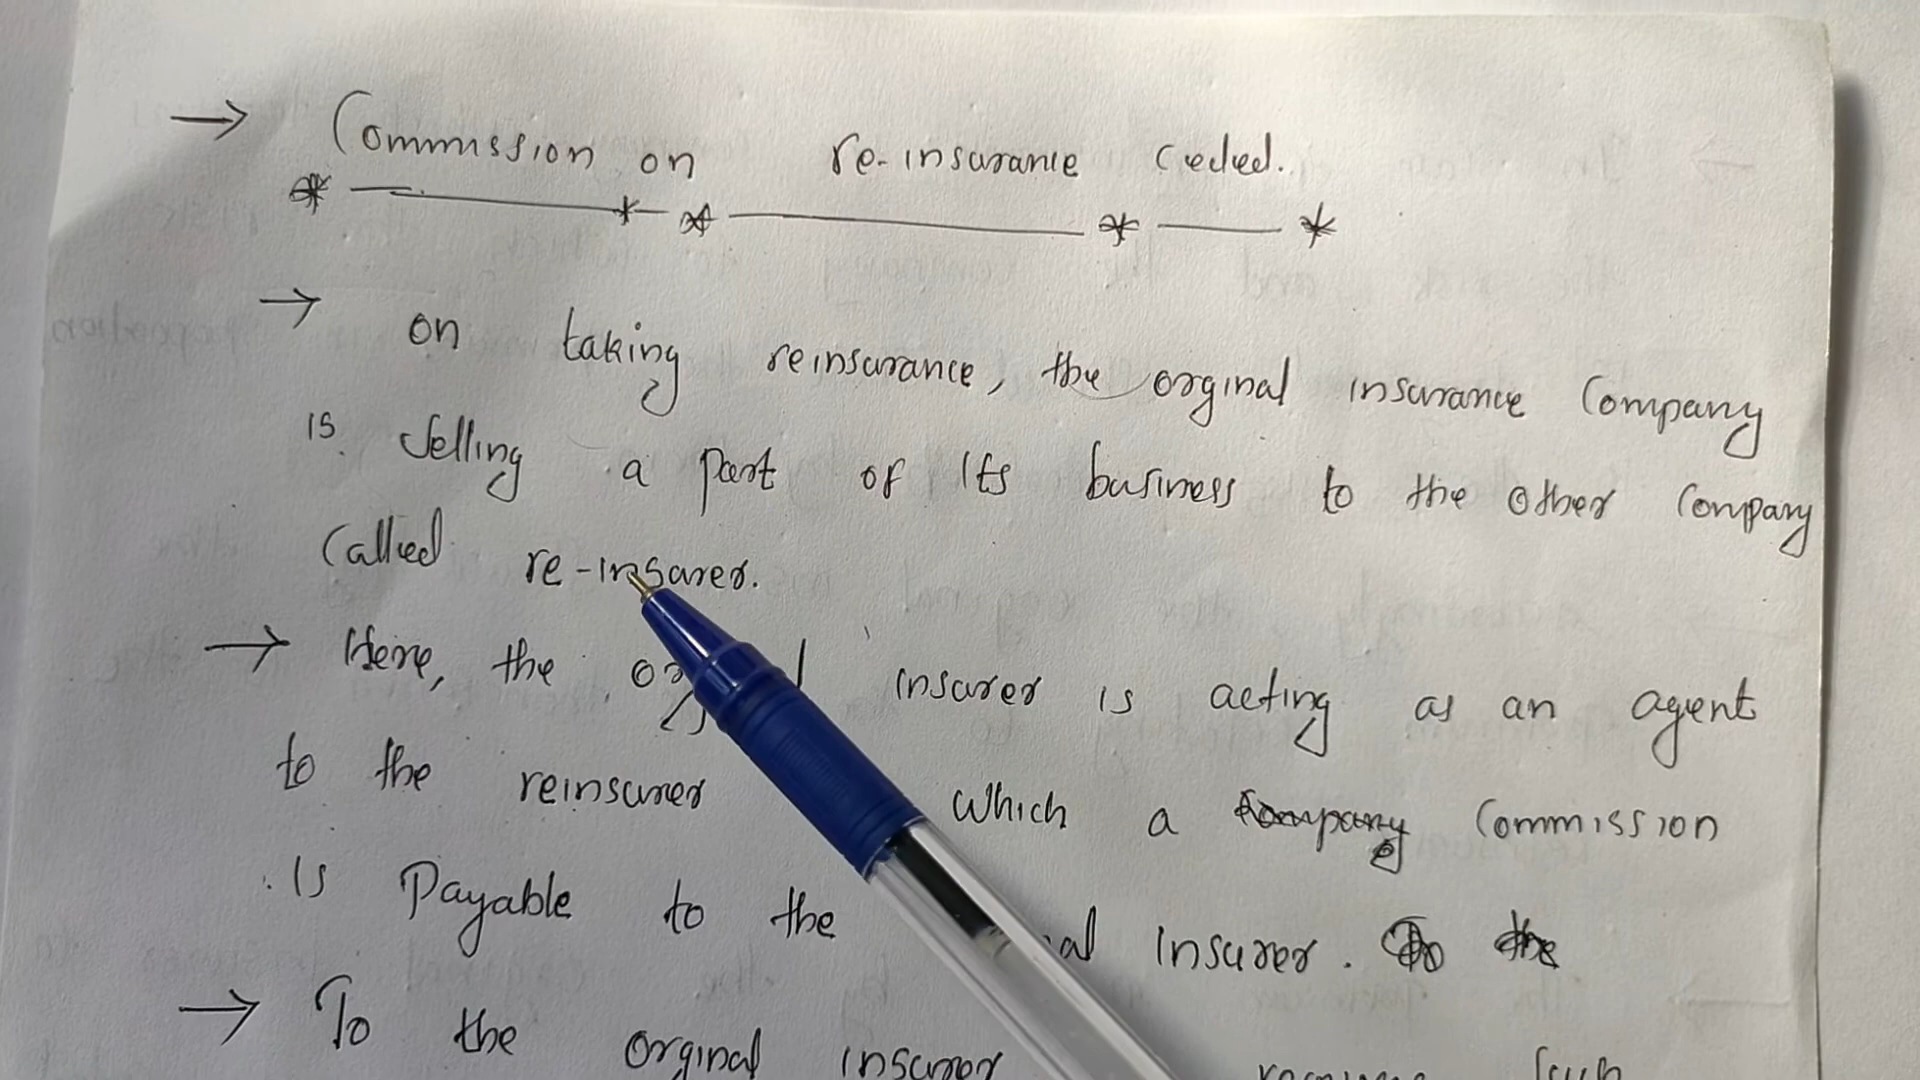 → Commission on re-insurance ceded.
→ on taking reinsurance, the orginal insurance Company
is selling a part of its business to the other Company
Called re-insurer.
→ Here, the insurer is acting as an agent
to the reinsurer which a Commission
is Payable to the insurer.
→ To the orginal insurer such